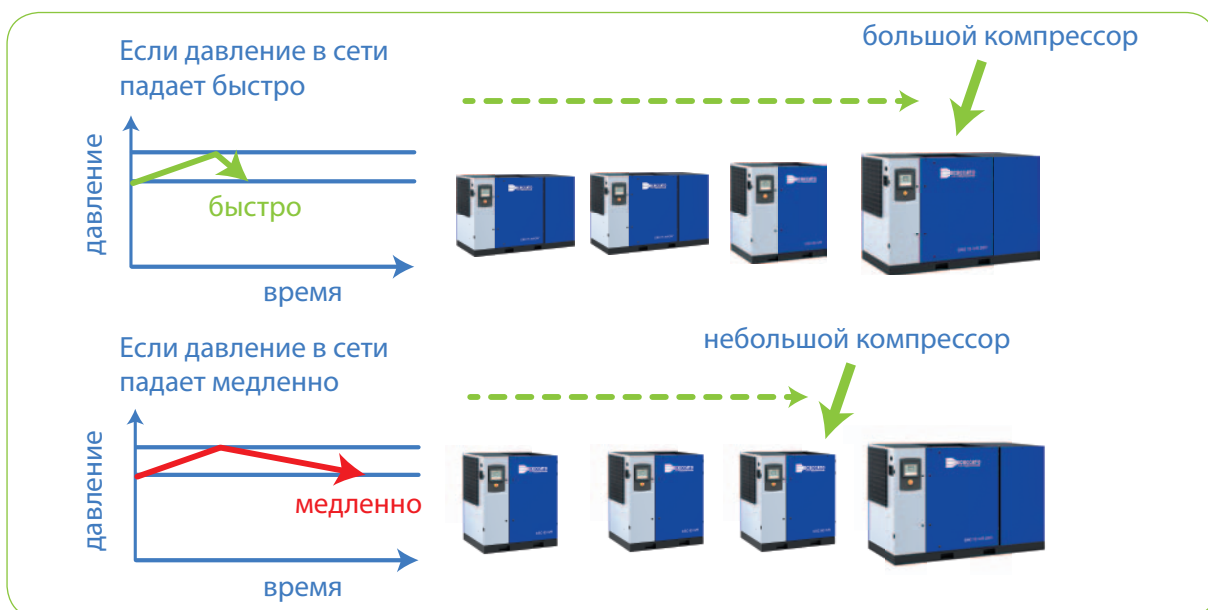 Если давление в сети
падает быстро
большой компрессор
давление
быстро
время
Если давление в сети
падает медленно
небольшой компрессор
давление
медленно
время